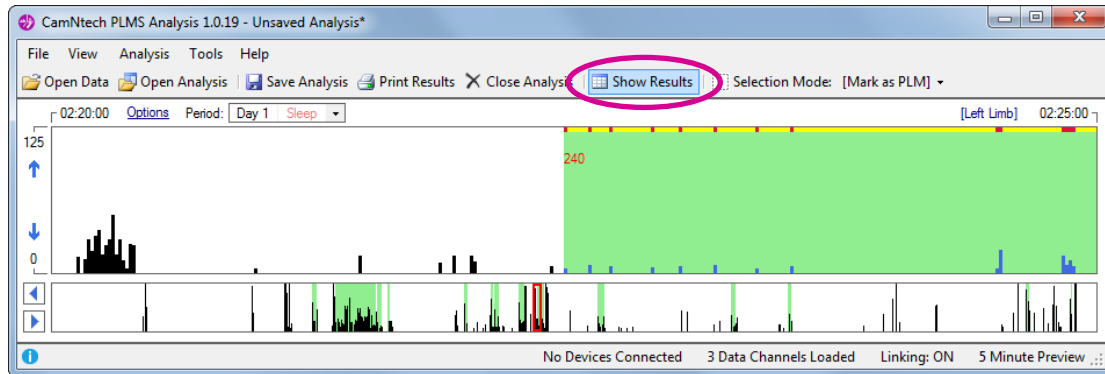 CamNtech PLMS Analysis 1.0.19 - Unsaved Analysis*
File View Analysis Tools Help
Open Data Open Analysis Save Analysis Print Results Close Analysis Show Results Selection Mode: [Mark as PLM]
02:20:00 Options Period: Day 1 Sleep [Left Limb] 02:25:00
125
240
0
No Devices Connected 3 Data Channels Loaded Linking: ON 5 Minute Preview